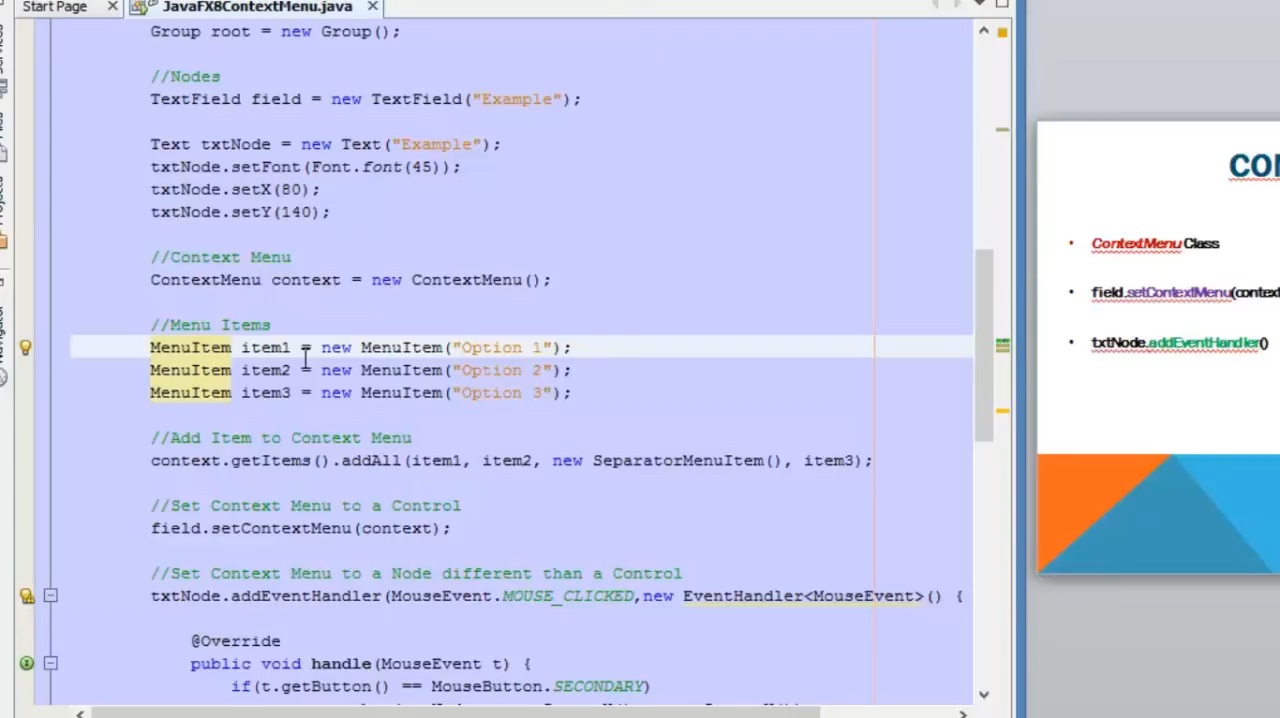 Start Page
JavaFX8ContextMenu.java
Group root = new Group();
//Nodes
TextField field = new TextField("Example");
Text txtNode = new Text("Example");
txtNode.setFont(Font.font(45));
txtNode.setX(80);
txtNode.setY(140);
//Context Menu
ContextMenu context = new ContextMenu();
//Menu Items
MenuItem item1 = new MenuItem("Option 1");
MenuItem item2 = new MenuItem("Option 2");
MenuItem item3 = new MenuItem("Option 3");
//Add Item to Context Menu
context.getItems().addAll(item1, item2, new SeparatorMenuItem(), item3);
//Set Context Menu to a Control
field.setContextMenu(context);
//Set Context Menu to a Node different than a Control
txtNode.addEventHandler(MouseEvent.MOUSE_CLICKED,new EventHandler<MouseEvent>() {
@Override
public void handle(MouseEvent t) {
if(t.getButton() == MouseButton.SECONDARY)
Projects
Navigator
CON
• ContextMenu Class
• field.setContextMenu(context
• txtNode.addEventHandler()